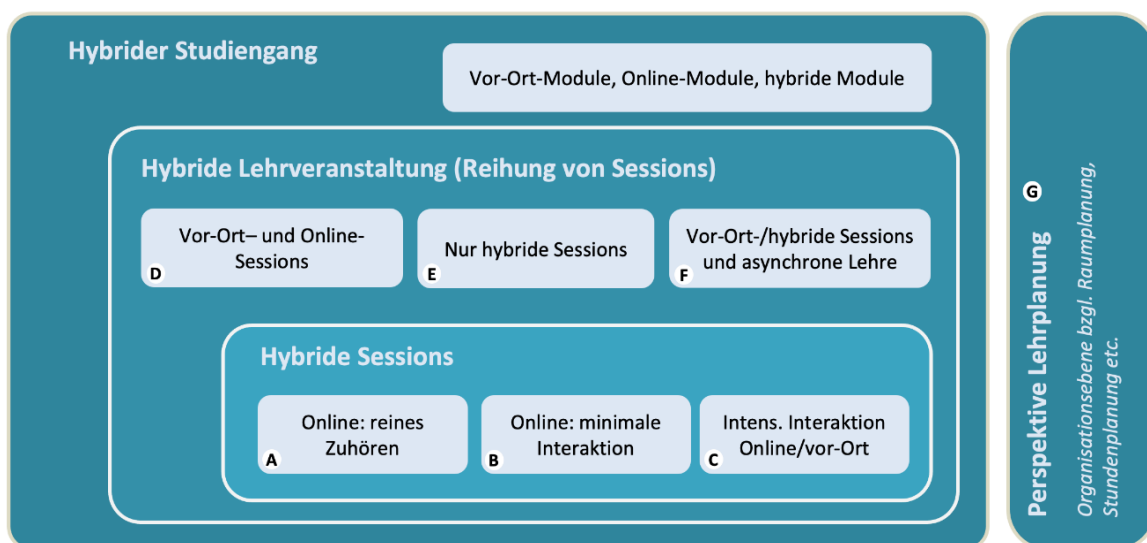 Hybrider Studiengang
Vor-Ort-Module, Online-Module, hybride Module
Hybride Lehrveranstaltung (Reihung von Sessions)
Vor-Ort– und Online-
Sessions
D
Nur hybride Sessions
E
Vor-Ort-/hybride Sessions
und asynchrone Lehre
F
Hybride Sessions
Online: reines
Zuhören
A
Online: minimale
Interaktion
B
Intens. Interaktion
Online/vor-Ort
C
Perspektive Lehrplanung
G
Organisationsebene bzgl. Raumplanung,
Stundenplanung etc.